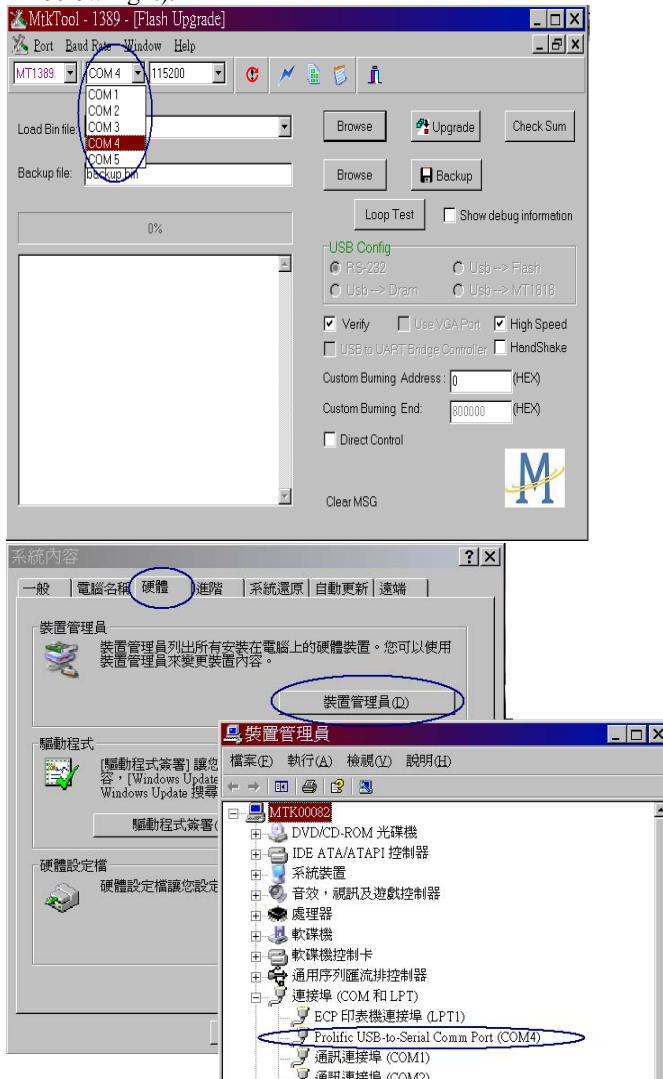 MtkTool - 1389 - [Flash Upgrade]
Port Baud Rate Window Help
MT1389 COM 4 115200
COM 1
COM 2
COM 3
COM 4
COM 5
Load Bin file:
Browse Upgrade Check Sum
Backup file: backup.bin
Browse Backup
Loop Test Show debug information
0%
USB Config
RS-232 Usb --> Flash
Usb --> Dram Usb --> MT1818
Verify Use VGA Port High Speed
USB to UART Bridge Controller HandShake
Custom Burning Address : 0 (HEX)
Custom Burning End: 800000 (HEX)
Direct Control
M
Clear MSG
系統內容
一般 電腦名稱 硬體 進階 系統還原 自動更新 遠端
裝置管理員
裝置管理員列出所有安裝在電腦上的硬體裝置。您可以使用
裝置管理員來變更裝置內容。
裝置管理員(D)
驅動程式
[驅動程式簽署] 讓您
容，[Windows Update
Windows Update 搜尋
驅動程式簽署(
硬體設定檔
硬體設定檔讓您設定
裝置管理員
檔案(F) 執行(A) 檢視(V) 說明(H)
MTK00082
DVD/CD-ROM 光碟機
IDE ATA/ATAPI 控制器
系統裝置
音效，視訊及遊戲控制器
處理器
軟碟機
軟碟機控制卡
通用序列匯流排控制器
連接埠 (COM 和 LPT)
ECP 印表機連接埠 (LPT1)
Prolific USB-to-Serial Comm Port (COM4)
通訊連接埠 (COM1)
通訊連接埠 (COM2)